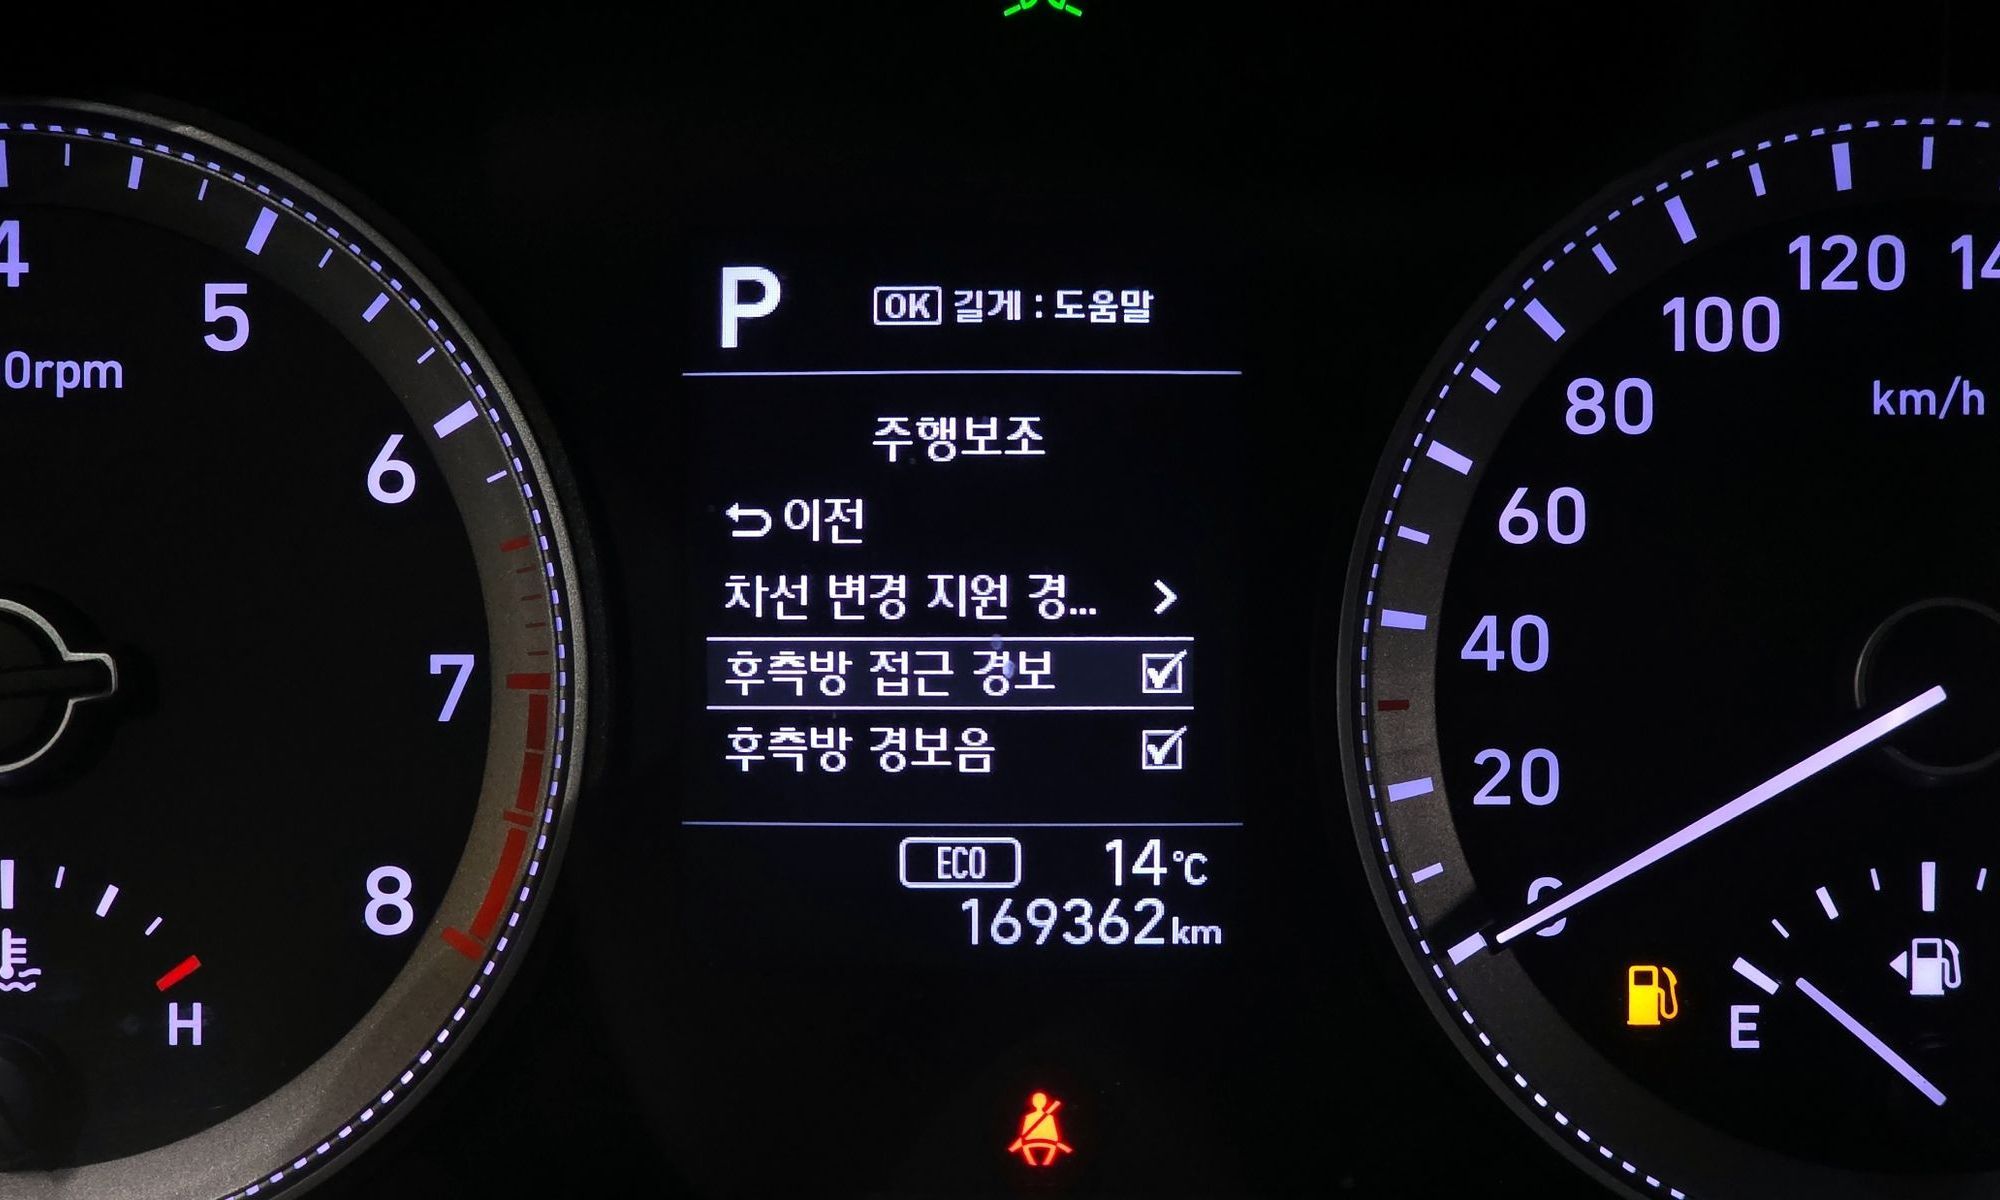 P
OK 길게 : 도움말
주행보조
이전
차선 변경 지원 경...
후측방 접근 경보
후측방 경보음
ECO 14℃
169362km
4
5
6
7
8
0rpm
H
0
20
40
60
80
100
120
14
km/h
E